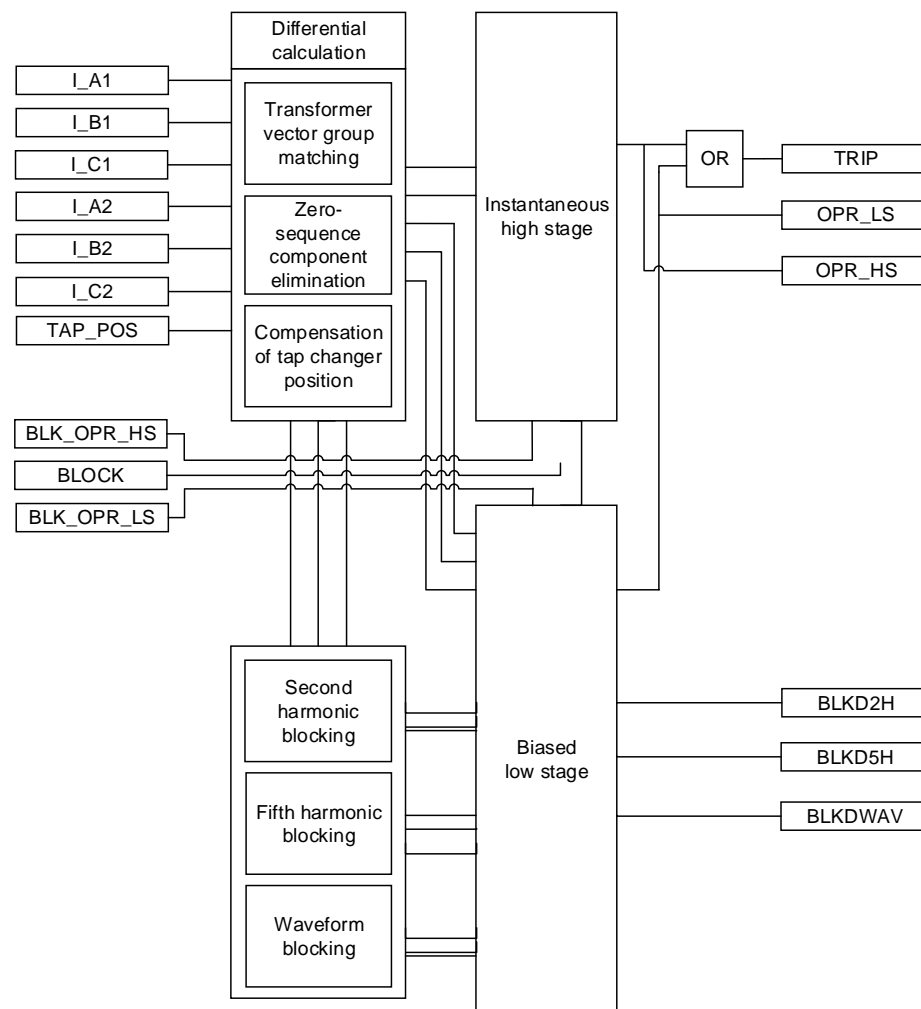 Differential
calculation
I_A1
I_B1
I_C1
I_A2
I_B2
I_C2
TAP_POS
Transformer
vector group
matching
Zero-
sequence
component
elimination
Compensation
of tap changer
position
Instantaneous
high stage
OR
TRIP
OPR_LS
OPR_HS
BLK_OPR_HS
BLOCK
BLK_OPR_LS
Second
harmonic
blocking
Fifth harmonic
blocking
Waveform
blocking
Biased
low stage
BLKD2H
BLKD5H
BLKDWAV